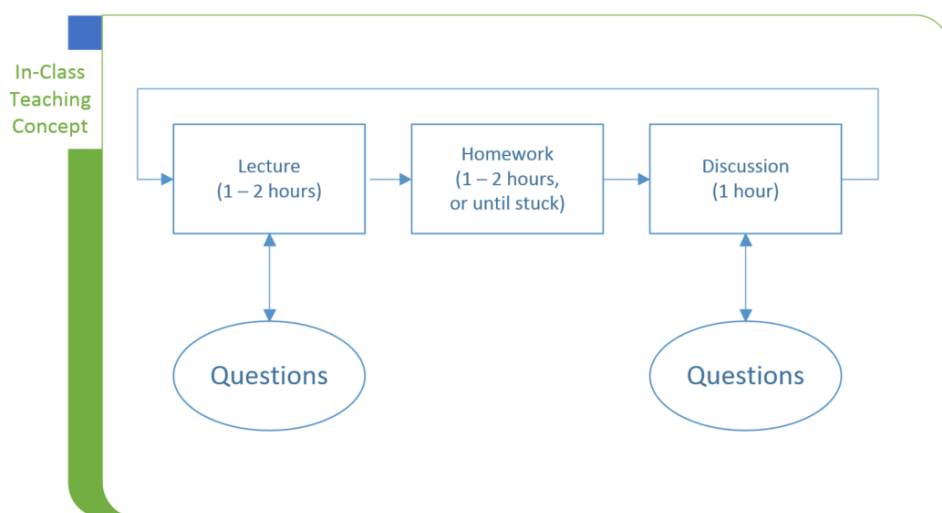 In-Class
Teaching
Concept
Lecture
(1 – 2 hours)
Homework
(1 – 2 hours,
or until stuck)
Discussion
(1 hour)
Questions
Questions